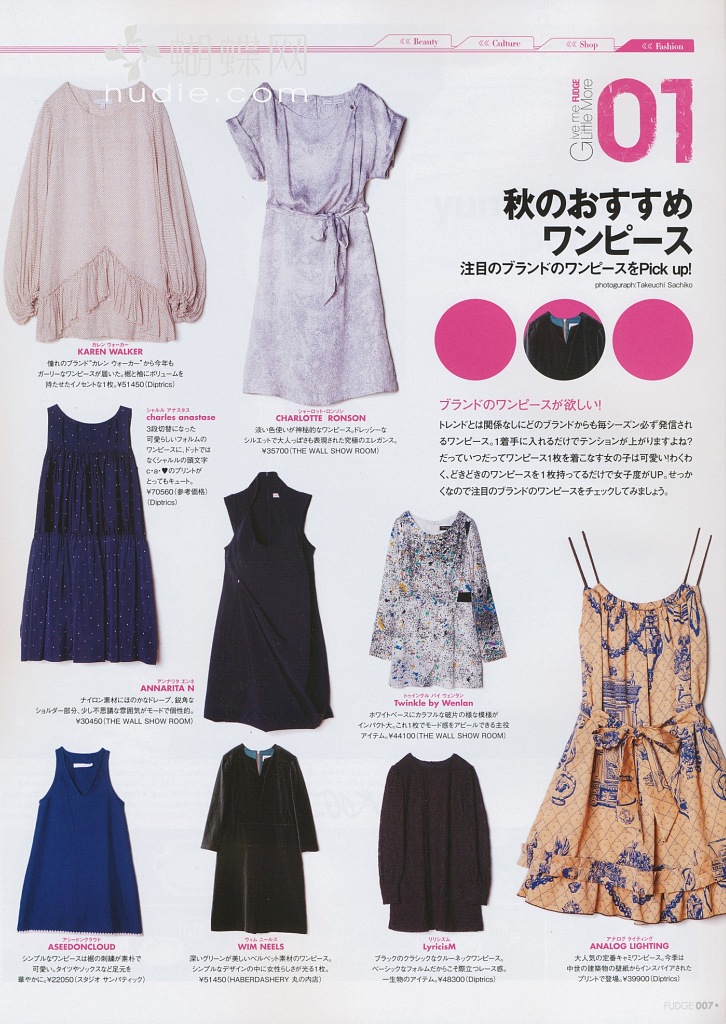 蝴蝶网
hudie.com
<< Beauty
<< Culture
<< Shop
<< Fashion
Give me FUDGE
Little More
01
秋のおすすめ
ワンピース
注目のブランドのワンピースをPick up!
photoguraph:Takeuchi Sachiko
カレン ウォーカー
KAREN WALKER
憧れのブランド“カレン ウォーカー”から今年も
ガーリーなワンピースが届いた。襟と袖にボリュームを
持たせたイノセントな1枚。¥51450(Diptrics)
シャーロット・ロンソン
CHARLOTTE RONSON
淡い色使いが神秘的なワンピース。ドレッシーな
シルエットで大人っぽさも表現された究極のエレガンス。
¥35700(THE WALL SHOW ROOM)
ブランドのワンピースが欲しい!
トレンドとは関係なしにどのブランドからも毎シーズン必ず発信され
るワンピース。1着手に入れるだけでテンションが上がりますよね?
だっていつだってワンピース1枚を着こなす女の子は可愛い!わくわ
く、どきどきのワンピースを1枚持ってるだけで女子度がUP。せっか
くなので注目のブランドのワンピースをチェックしてみましょう。
シャルル アナスタス
charles anastase
3段切替になった
可愛らしいフォルムの
ワンピースに、ドットでは
なくシャルルの頭文字
c・a・♥のプリントが
とってもキュート。
¥70560(参考価格)
(Diptrics)
アンナリタ エンネ
ANNARITA N
ナイロン素材にほのかなドレープ、鋭角な
ショルダー部分、少し不思議な雰囲気がモードで個性的。
¥30450(THE WALL SHOW ROOM)
トゥインクル バイ ウェンラン
Twinkle by Wenlan
ホワイトベースにカラフルな破片の様な模様が
インパクト大。これ1枚でモード感をアピールできる主役
アイテム。¥44100(THE WALL SHOW ROOM)
アシードンクラウド
ASEEDONCLOUD
シンプルなワンピースは裾の刺繍が素朴で
可愛い。タイツやソックスなど足元を
華やかに。¥22050(スタジオ サンパティック)
ウィム ニールス
WIM NEELS
深いグリーンが美しいベルベット素材のワンピース。
シンプルなデザインの中に女性らしさが光る1枚。
¥51450(HABERDASHERY 丸の内店)
リリシズム
LyricisM
ブラックのクラシックなクルーネックワンピース。
ベーシックなフォルムだからこそ際立つレース感。
一生物のアイテム。¥48300(Diptrics)
アナログ ライティング
ANALOG LIGHTING
大人気の定番キャミワンピース。今季は
中世の建築物の壁紙からインスパイアされた
プリントで登場。¥39900(Diptrics)
FUDGE 007